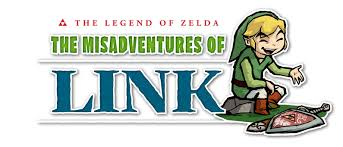 THE LEGEND OF ZELDA
THE MISADVENTURES OF
LINK